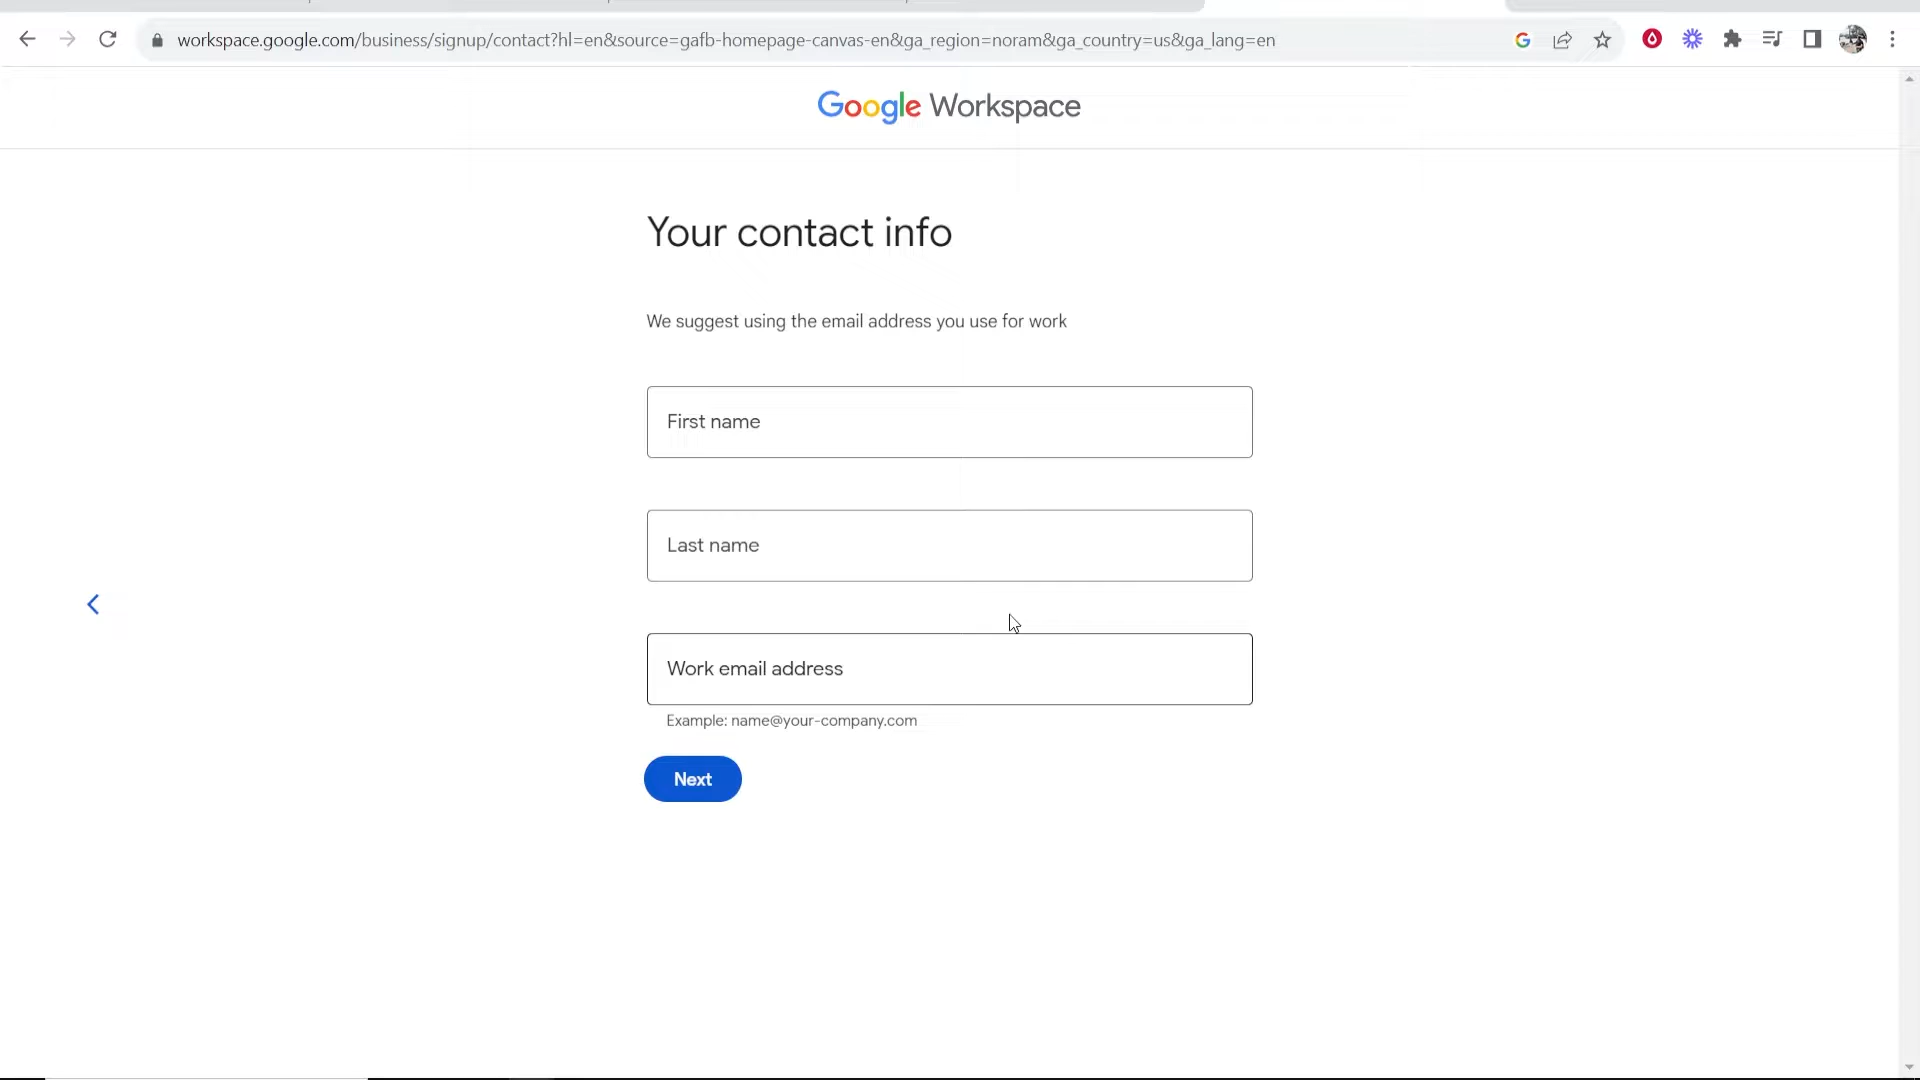 workspace.google.com/business/signup/contact?hl=en&source=gafb-homepage-canvas-en&ga_region=noram&ga_country=us&ga_lang=en
Google Workspace
Your contact info
We suggest using the email address you use for work
First name
Last name
Work email address
Example: name@your-company.com
Next